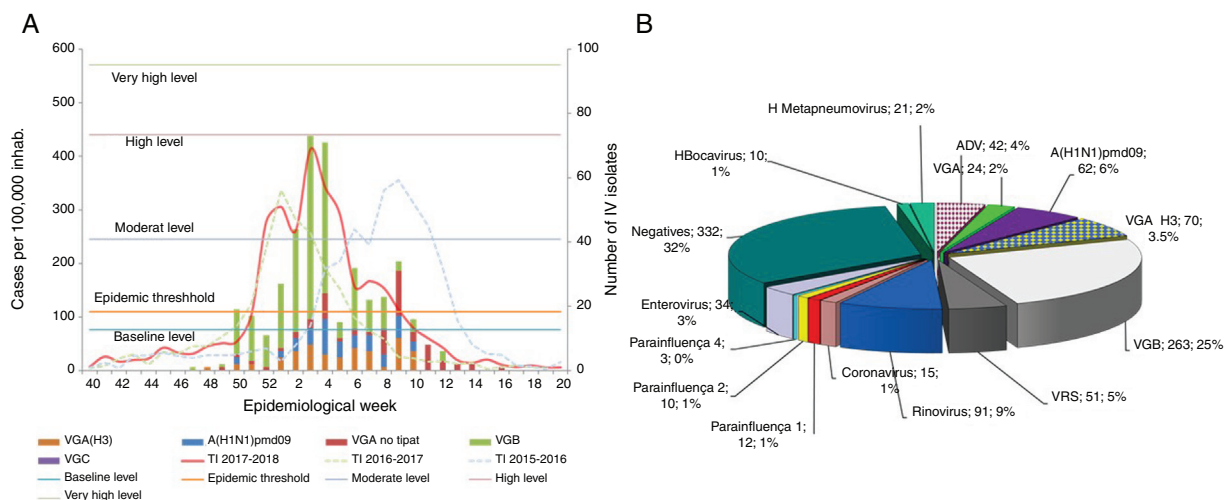 A
B
600
500
400
300
200
100
0
Cases per 100,000 inhab.
Very high level
High level
Moderat level
Epidemic threshhold
Baseline level
100
80
60
40
20
0
Number of IV isolates
40 42 44 46 48 50 52 2 4 6 8 10 12 14 16 18 20
Epidemiological week
VGA(H3) A(H1N1)pmd09 VGA no tipat VGB
VGC TI 2017-2018 TI 2016-2017 TI 2015-2016
Baseline level Epidemic threshold Moderate level High level
Very high level
H Metapneumovirus; 21; 2%
HBocavirus; 10;
1%
ADV; 42; 4%
VGA; 24; 2%
A(H1N1)pmd09;
62; 6%
VGA H3; 70;
3.5%
Negatives; 332;
32%
Enterovirus; 34;
3%
Parainfluença 4;
3; 0%
Parainfluença 2;
10; 1%
Parainfluença 1;
12; 1%
Coronavirus; 15;
1%
Rinovirus; 91; 9%
VRS; 51; 5%
VGB; 263; 25%